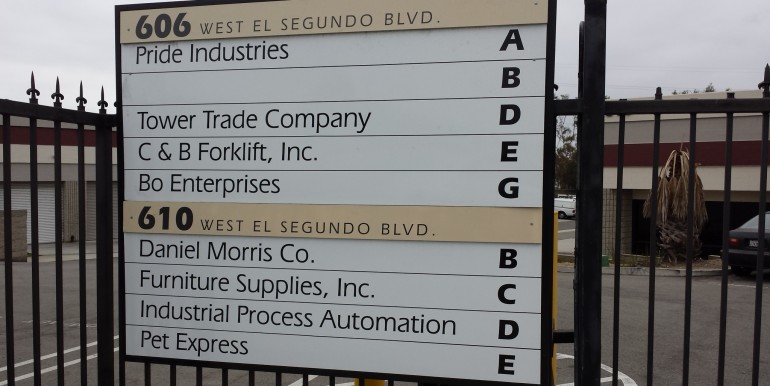 606 WEST EL SEGUNDO BLVD.
Pride Industries A
B
Tower Trade Company D
C & B Forklift, Inc. E
Bo Enterprises G
610 WEST EL SEGUNDO BLVD.
Daniel Morris Co. B
Furniture Supplies, Inc. C
Industrial Process Automation D
Pet Express E